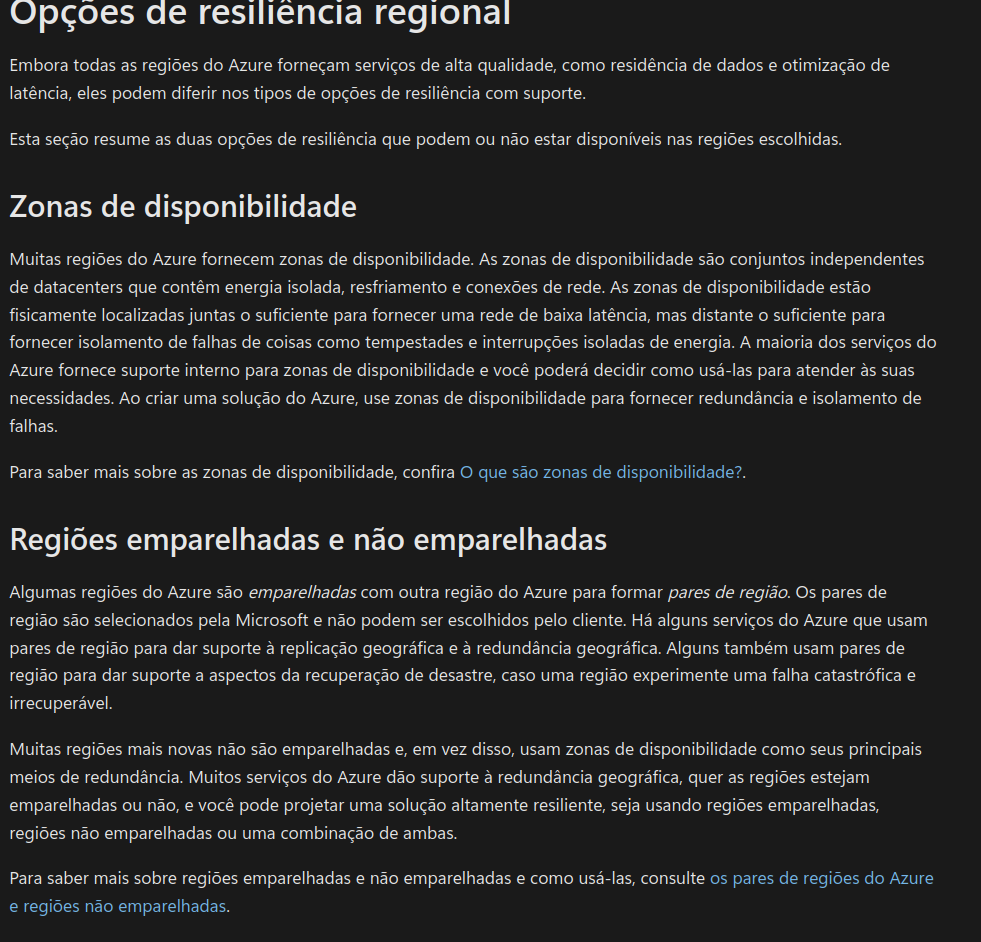 Opções de resiliência regional
Embora todas as regiões do Azure forneçam serviços de alta qualidade, como residência de dados e otimização de
latência, eles podem diferir nos tipos de opções de resiliência com suporte.
Esta seção resume as duas opções de resiliência que podem ou não estar disponíveis nas regiões escolhidas.
Zonas de disponibilidade
Muitas regiões do Azure fornecem zonas de disponibilidade. As zonas de disponibilidade são conjuntos independentes
de datacenters que contêm energia isolada, resfriamento e conexões de rede. As zonas de disponibilidade estão
fisicamente localizadas juntas o suficiente para fornecer uma rede de baixa latência, mas distante o suficiente para
fornecer isolamento de falhas de coisas como tempestades e interrupções isoladas de energia. A maioria dos serviços do
Azure fornece suporte interno para zonas de disponibilidade e você poderá decidir como usá-las para atender às suas
necessidades. Ao criar uma solução do Azure, use zonas de disponibilidade para fornecer redundância e isolamento de
falhas.
Para saber mais sobre as zonas de disponibilidade, confira O que são zonas de disponibilidade?.
Regiões emparelhadas e não emparelhadas
Algumas regiões do Azure são emparelhadas com outra região do Azure para formar pares de região. Os pares de
região são selecionados pela Microsoft e não podem ser escolhidos pelo cliente. Há alguns serviços do Azure que usam
pares de região para dar suporte à replicação geográfica e à redundância geográfica. Alguns também usam pares de
região para dar suporte a aspectos da recuperação de desastre, caso uma região experimente uma falha catastrófica e
irrecuperável.
Muitas regiões mais novas não são emparelhadas e, em vez disso, usam zonas de disponibilidade como seus principais
meios de redundância. Muitos serviços do Azure dão suporte à redundância geográfica, quer as regiões estejam
emparelhadas ou não, e você pode projetar uma solução altamente resiliente, seja usando regiões emparelhadas,
regiões não emparelhadas ou uma combinação de ambas.
Para saber mais sobre regiões emparelhadas e não emparelhadas e como usá-las, consulte os pares de regiões do Azure
e regiões não emparelhadas.